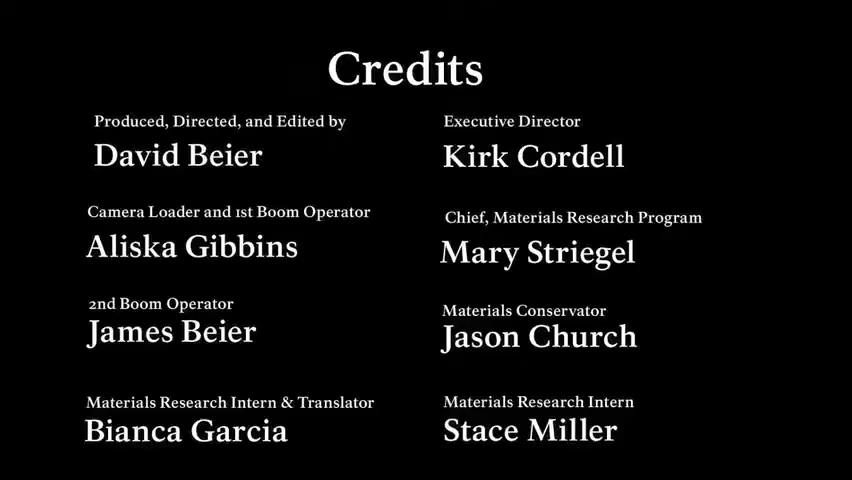 Credits
Produced, Directed, and Edited by
David Beier
Camera Loader and 1st Boom Operator
Aliska Gibbins
2nd Boom Operator
James Beier
Materials Research Intern & Translator
Bianca Garcia
Executive Director
Kirk Cordell
Chief, Materials Research Program
Mary Striegel
Materials Conservator
Jason Church
Materials Research Intern
Stace Miller